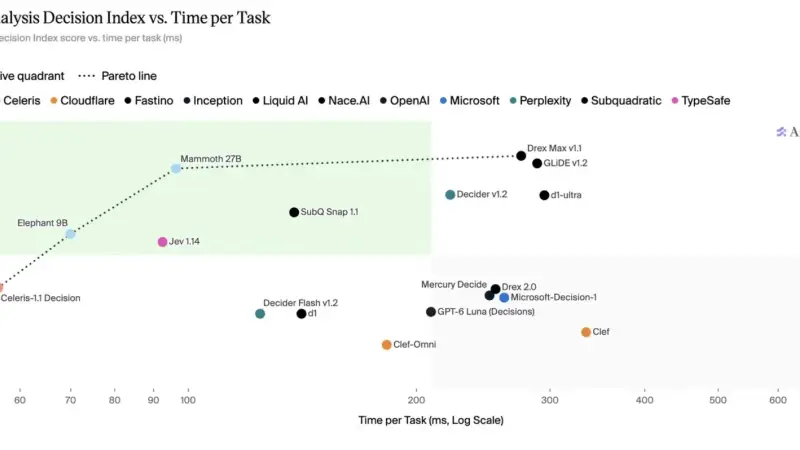 alysis Decision Index vs. Time per Task
ecision Index score vs. time per task (ms)
ive quadrant Pareto line
Celeris Cloudflare Fastino Inception Liquid AI Nace.AI OpenAI Microsoft Perplexity Subquadratic TypeSafe
A
Drex Max v1.1
Mammoth 27B
GLiDE v1.2
Decider v1.2
d1-ultra
SubQ Snap 1.1
Elephant 9B
Jev 1.14
Mercury Decide
Drex 2.0
Celeris-1.1 Decision
Microsoft-Decision-1
Decider Flash v1.2
d1
GPT-6 Luna (Decisions)
Clef
Clef-Omni
60 70 80 90 100 200 300 400 500 600
Time per Task (ms, Log Scale)